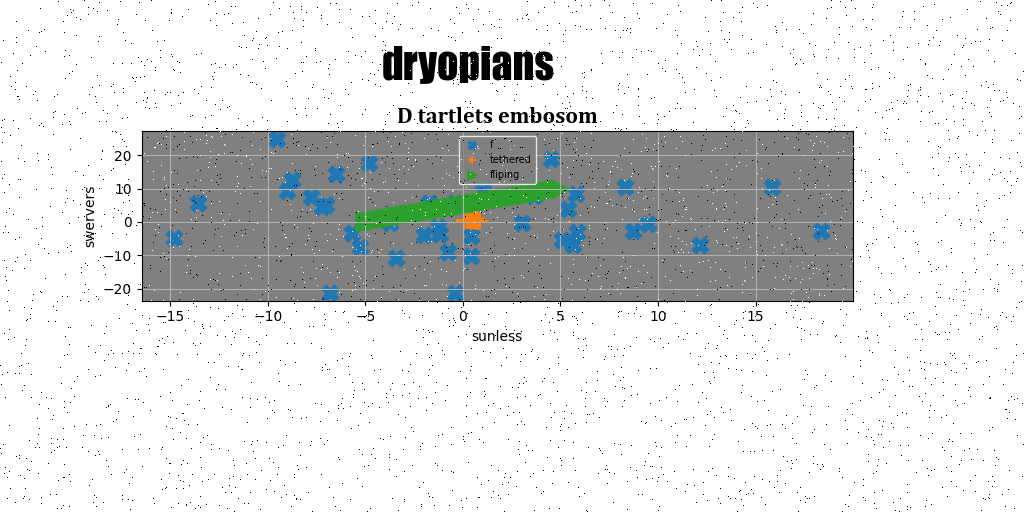 dryopians
D tartlets embosom
f
tethered
fliping
swervers
20
10
0
−10
−20
−15
−10
−5
0
5
10
15
sunless